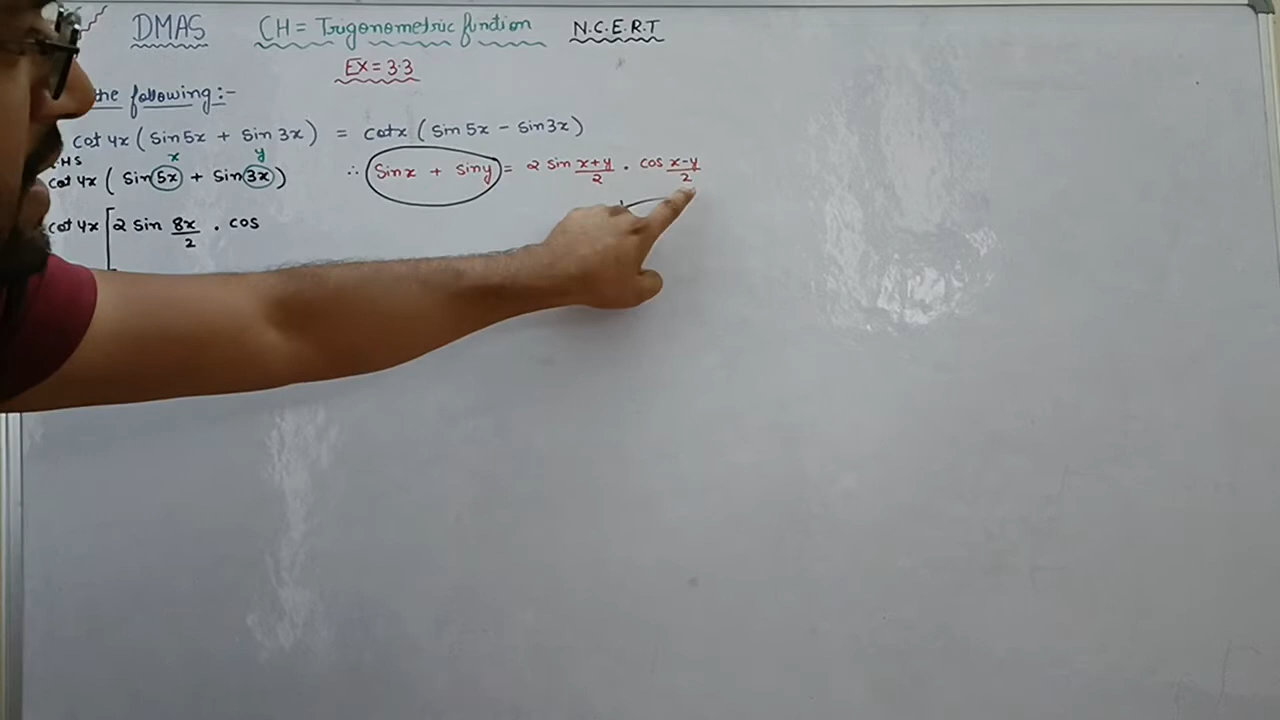 DMAS CH = Trigonometric function N.C.E.R.T
EX = 3.3
the following :-
cot 4x ( Sin 5x + Sin 3x ) = cotx ( Sin 5x - Sin 3x )
HS x y
cot 4x ( Sin 5x + Sin 3x ) ∴ Sin x + Sin y = 2 sin x+y/2 . cos x-y/2
cot 4x [ 2 sin 8x/2 . cos